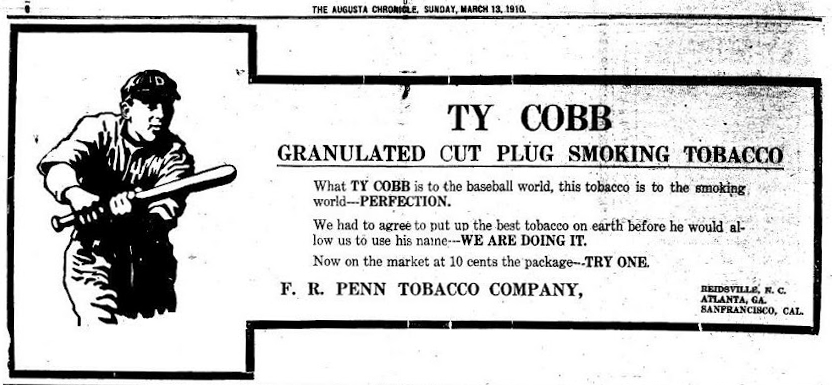 6
THE AUGUSTA CHRONICLE, SUNDAY, MARCH 13, 1910.
D
TY COBB
GRANULATED CUT PLUG SMOKING TOBACCO
What TY COBB is to the baseball world, this tobacco is to the smoking
world---PERFECTION.
We had to agree to put up the best tobacco on earth before he would al-
low us to use his name---WE ARE DOING IT.
Now on the market at 10 cents the package---TRY ONE.
F. R. PENN TOBACCO COMPANY,
REIDSVILLE, N. C.
ATLANTA, GA.
SANFRANCISCO, CAL.